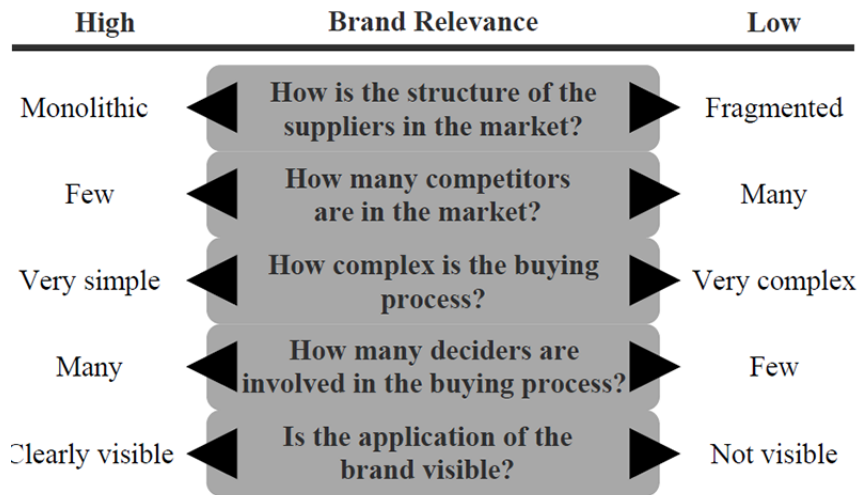 High Brand Relevance Low
Monolithic How is the structure of the Fragmented
suppliers in the market?
Few How many competitors Many
are in the market?
Very simple How complex is the buying Very complex
process?
Many How many deciders are Few
involved in the buying process?
Clearly visible Is the application of the Not visible
brand visible?